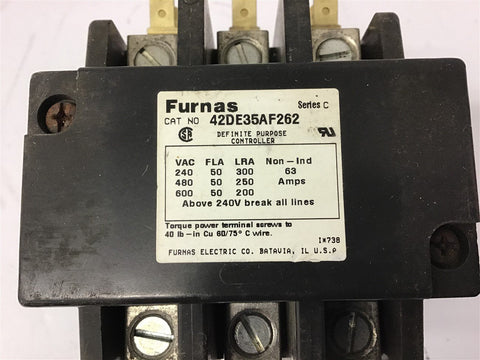 Furnas Series C
CAT NO 42DE35AF262
DEFINITE PURPOSE
CONTROLLER
VAC FLA LRA Non-Ind
240 50 300 63
480 50 250 Amps
600 50 200
Above 240V break all lines
Torque power terminal screws to
40 lb-in Cu 60/75° C wire.
I*738
FURNAS ELECTRIC CO. BATAVIA, IL U.S.A